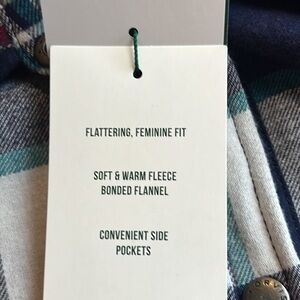 FLATTERING, FEMININE FIT
SOFT & WARM FLEECE
BONDED FLANNEL
CONVENIENT SIDE
POCKETS